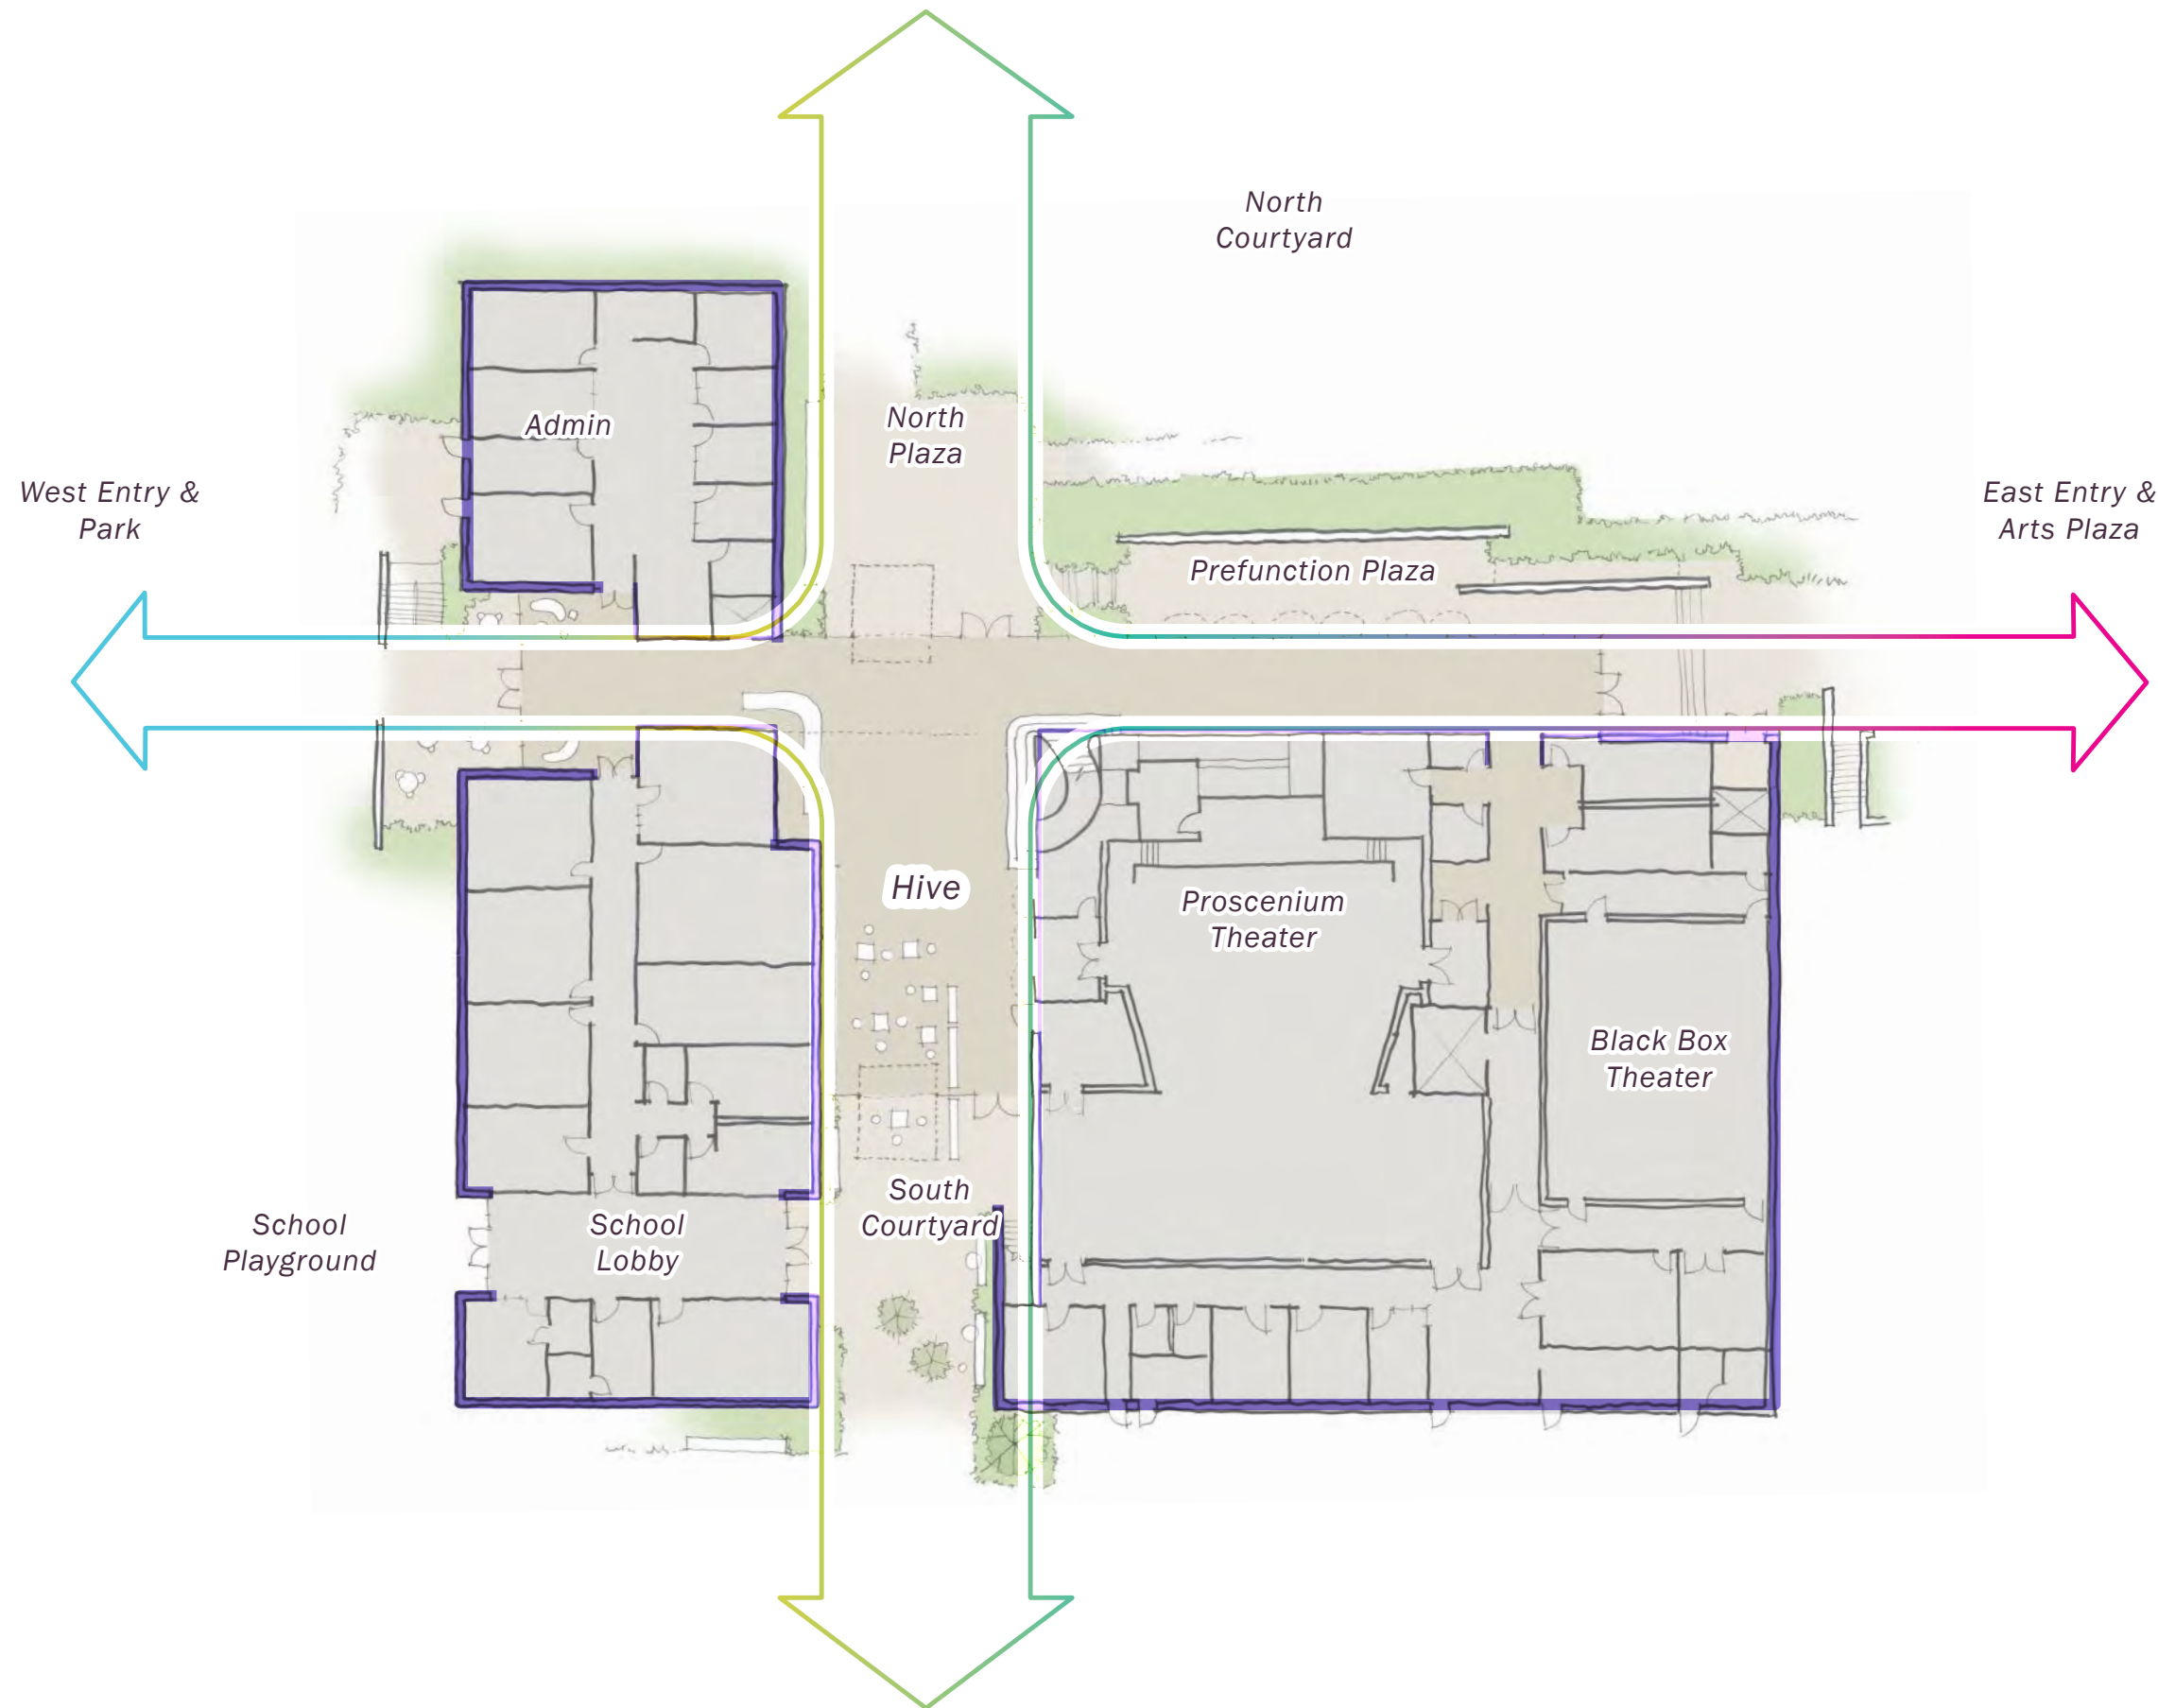 North
Courtyard
Admin
North
Plaza
West Entry &
Park
East Entry &
Arts Plaza
Prefunction Plaza
Hive
Proscenium
Theater
Black Box
Theater
South
Courtyard
School
Playground
School
Lobby